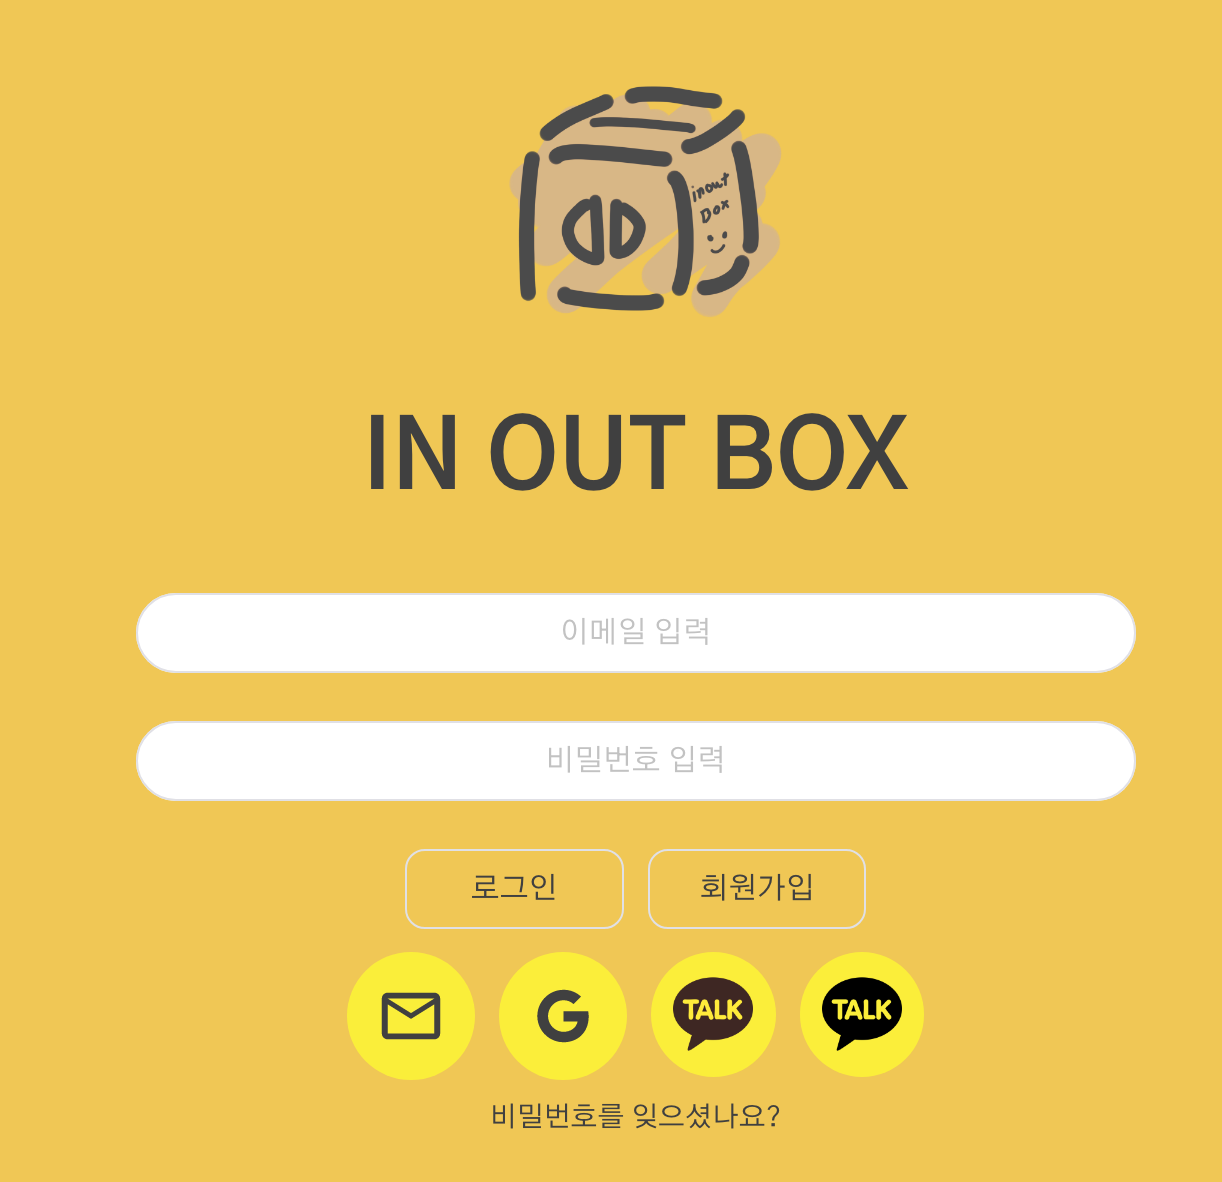 inout
Box
IN OUT BOX
이메일 입력
비밀번호 입력
로그인 회원가입
G TALK TALK
비밀번호를 잊으셨나요?